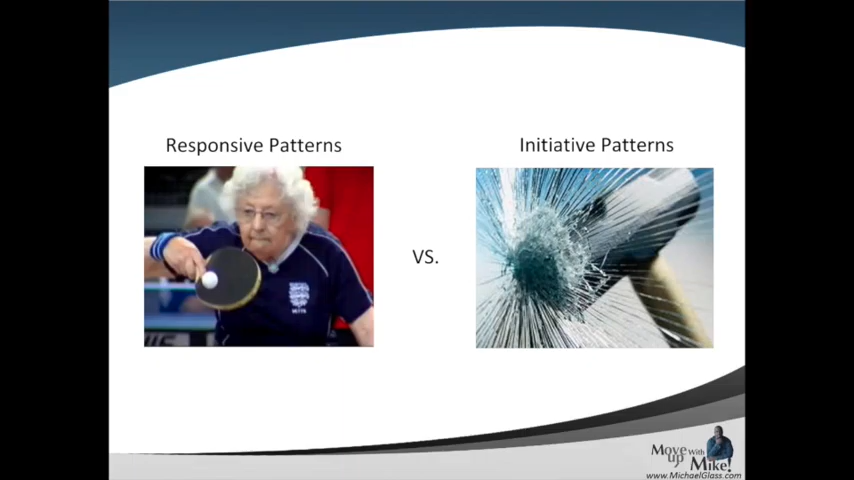 Responsive Patterns
Initiative Patterns
VS.
Move
up With
Mike!
www.MichaelGlass.com